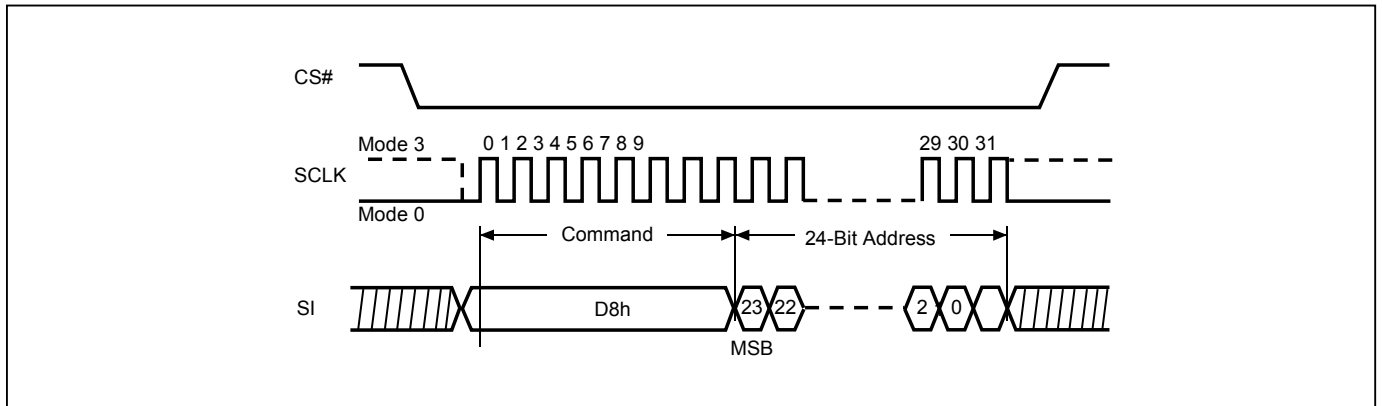 CS#
Mode 3
0 1 2 3 4 5 6 7 8 9
29 30 31
SCLK
Mode 0
Command
24-Bit Address
SI
D8h
23
22
2
0
MSB